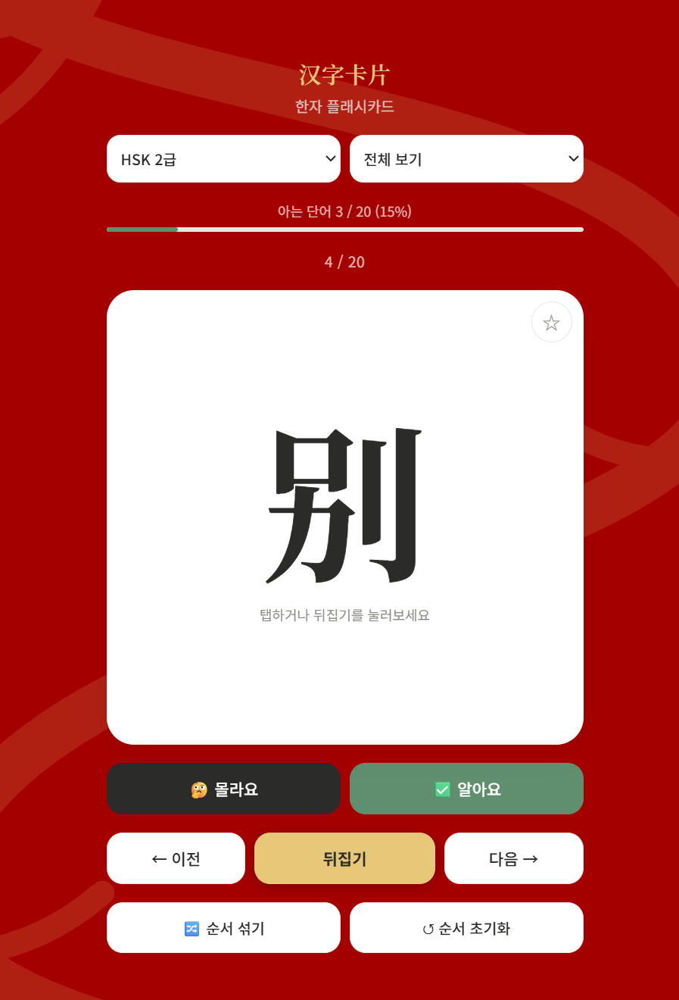 汉字卡片
한자 플래시카드
HSK 2급
전체 보기
아는 단어 3 / 20 (15%)
4 / 20
☆
别
탭하거나 뒤집기를 눌러보세요
🤔 몰라요
✅ 알아요
← 이전
뒤집기
다음 →
🔀 순서 섞기
↺ 순서 초기화